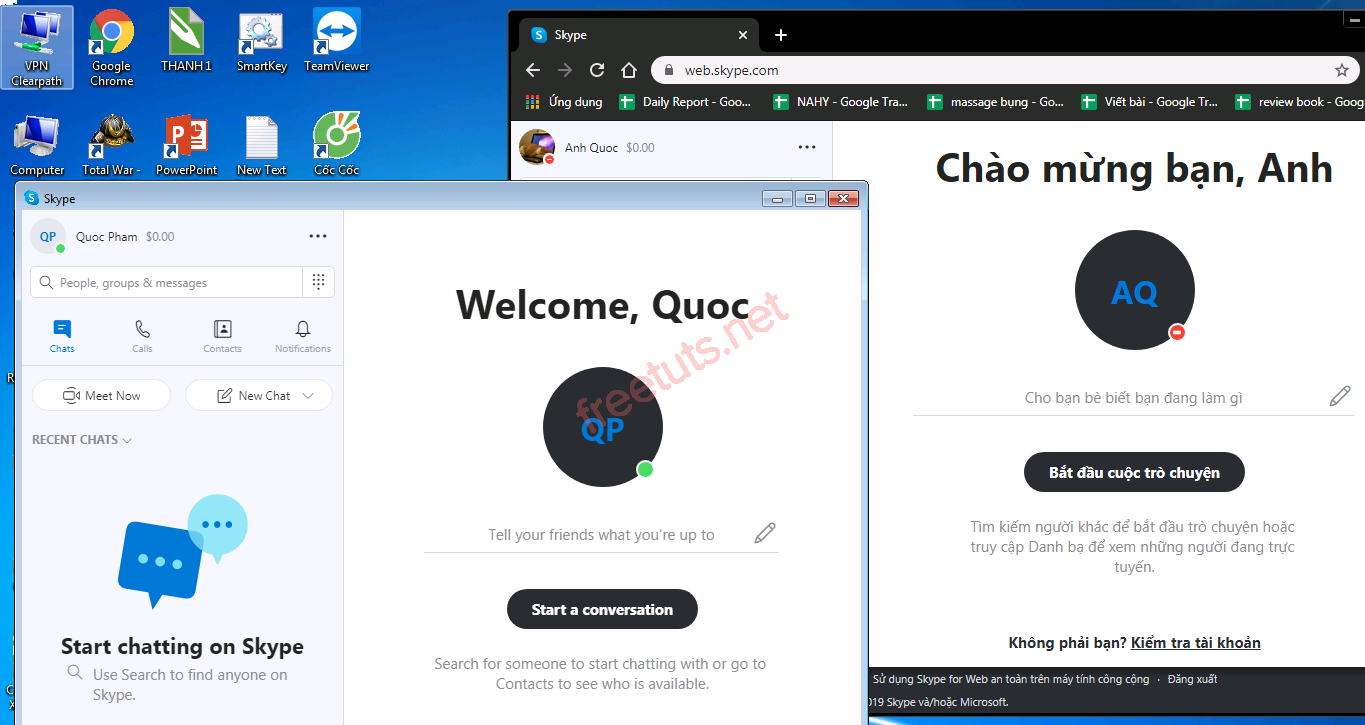 VPN
Clearpath
Google
Chrome
THANH 1
SmartKey
TeamViewer
Computer
Total War -
PowerPoint
New Text
Cốc Cốc
Skype
web.skype.com
Ứng dụng
Daily Report - Goo...
NAHY - Google Tra...
massage bụng - Go...
Viết bài - Google Tr...
review book - Goog
Anh Quoc $0.00
Chào mừng bạn, Anh
AQ
Cho bạn bè biết bạn đang làm gì
Bắt đầu cuộc trò chuyện
Tìm kiếm người khác để bắt đầu trò chuyện hoặc
truy cập Danh bạ để xem những người đang trực
tuyến.
Không phải bạn? Kiểm tra tài khoản
Sử dụng Skype for Web an toàn trên máy tính công cộng · Đăng xuất
019 Skype và/hoặc Microsoft.
Skype
QP
Quoc Pham $0.00
People, groups & messages
Chats
Calls
Contacts
Notifications
Meet Now
New Chat
RECENT CHATS
Start chatting on Skype
Use Search to find anyone on
Skype.
Welcome, Quoc
QP
freetuts.net
Tell your friends what you're up to
Start a conversation
Search for someone to start chatting with or go to
Contacts to see who is available.